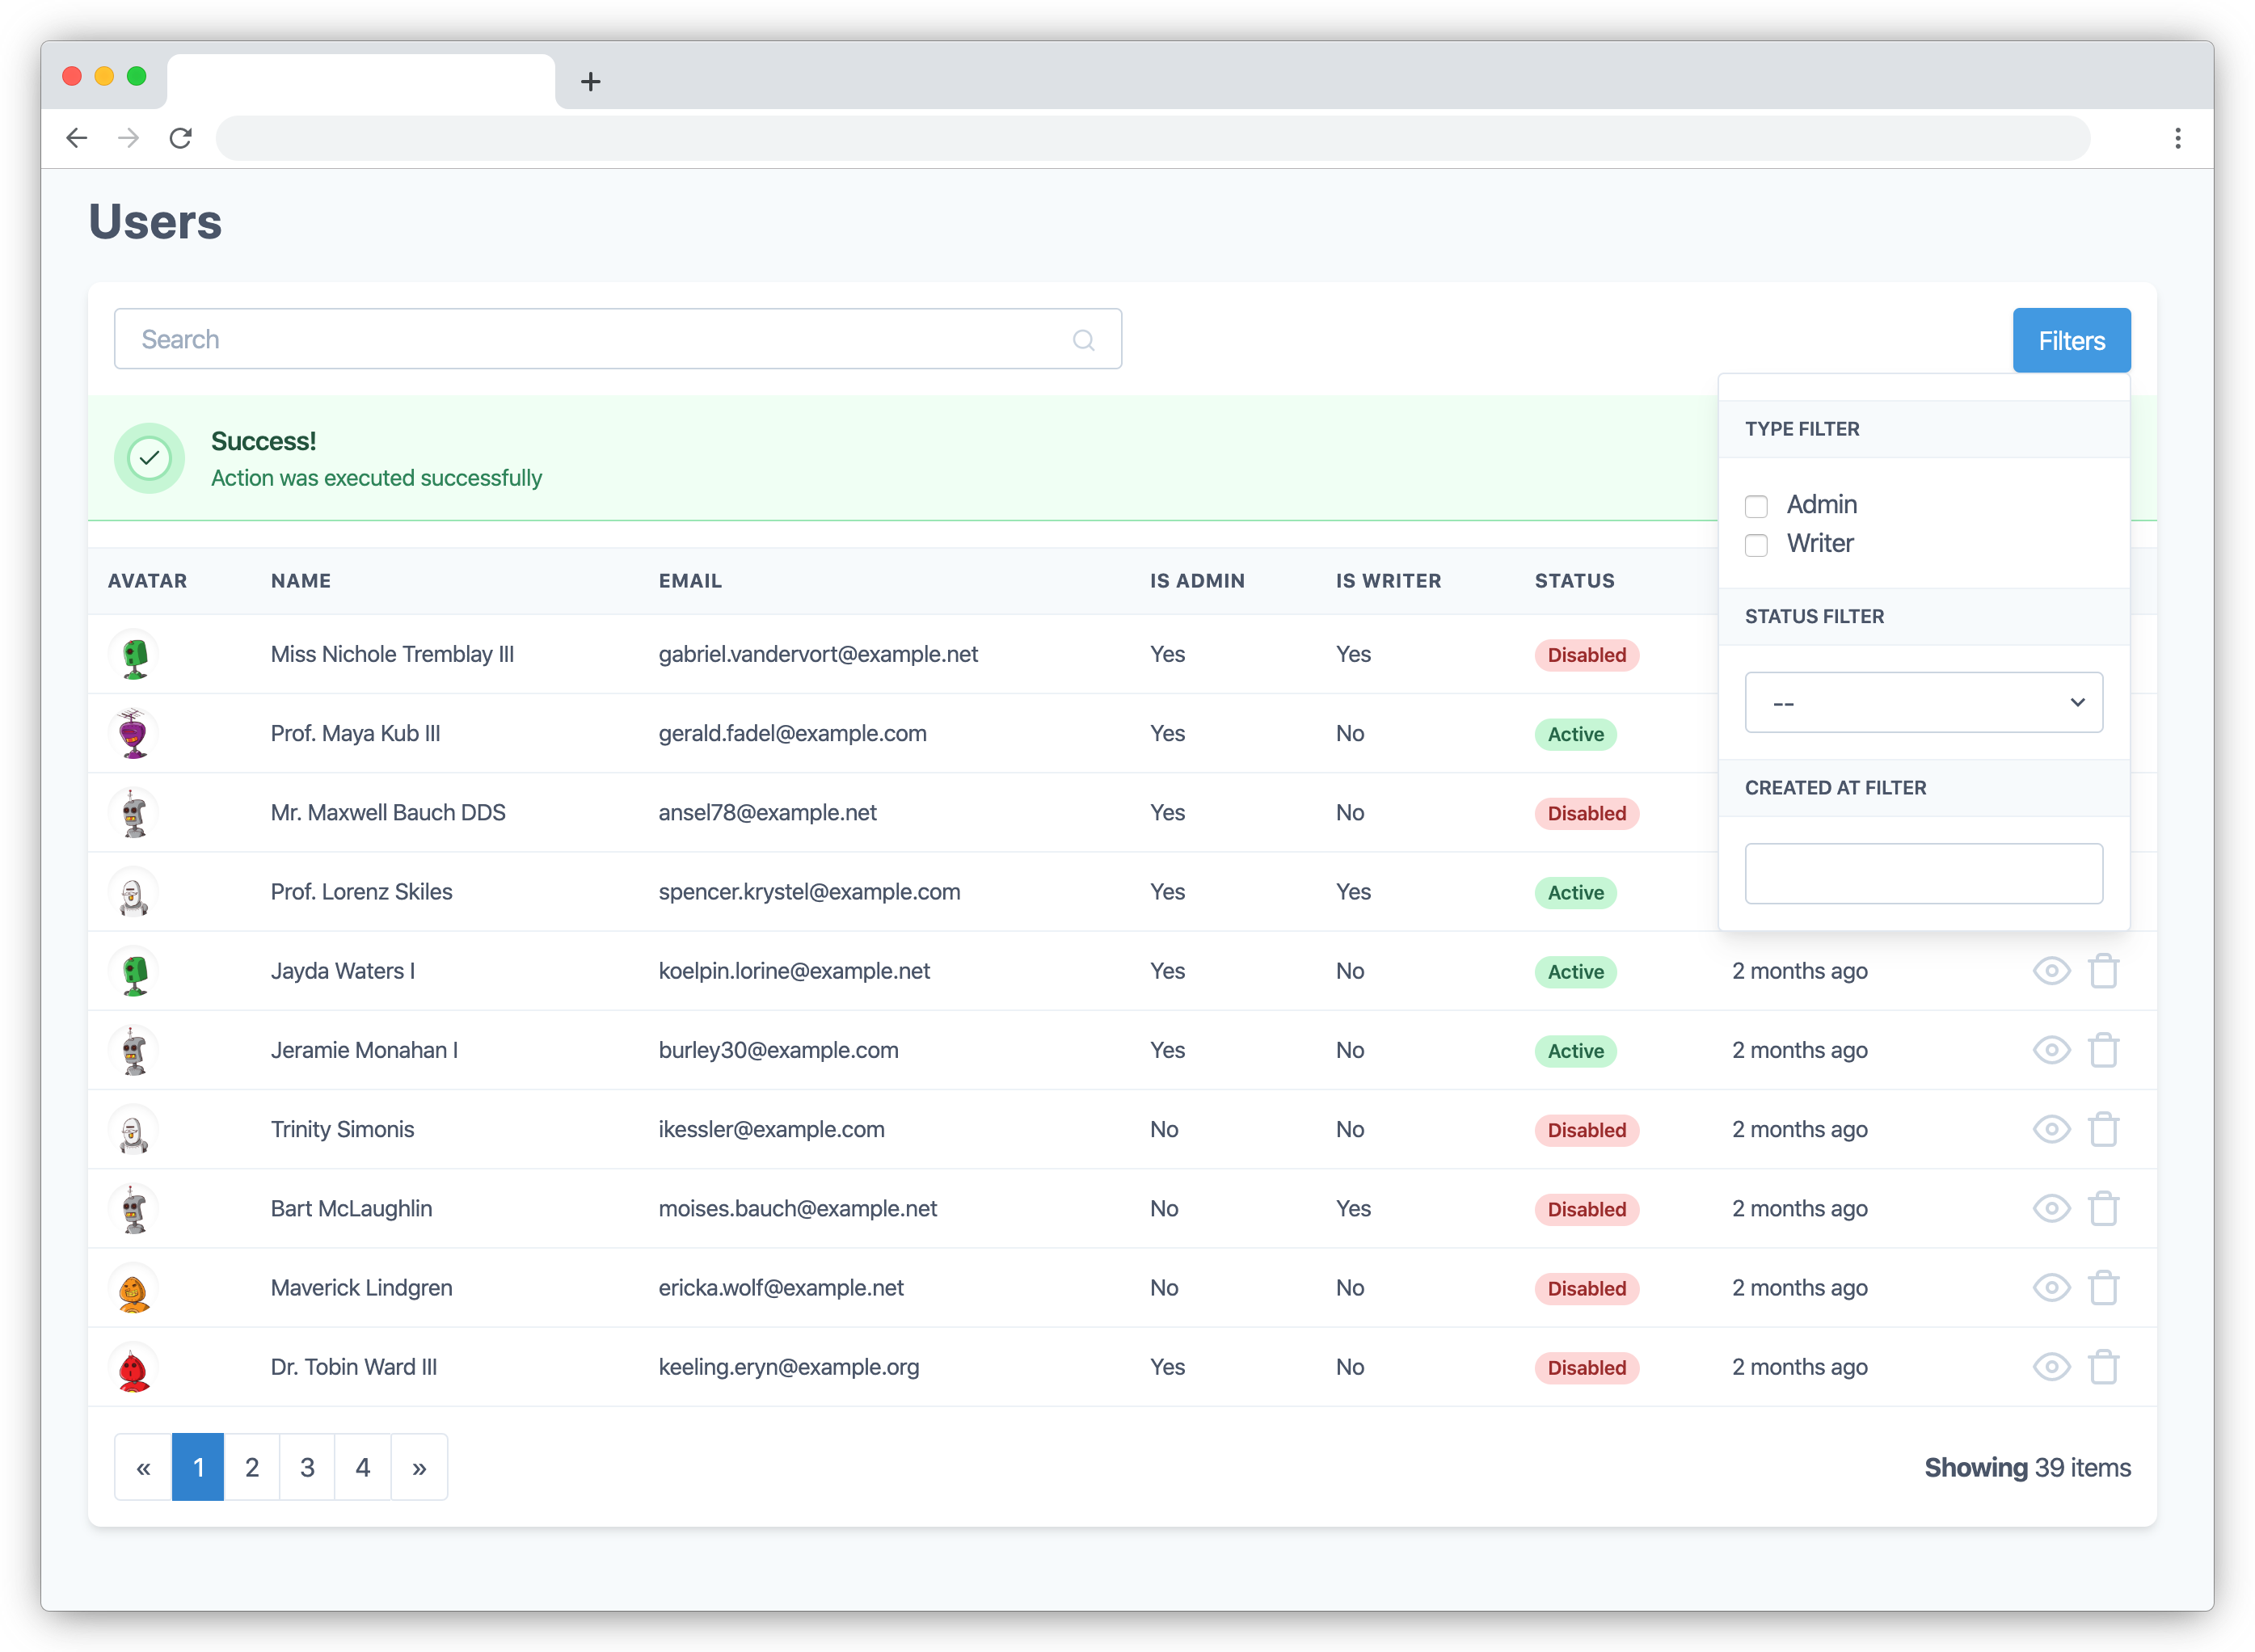 Users
Search
Filters
Success!
Action was executed successfully
TYPE FILTER
Admin
Writer
STATUS FILTER
--
CREATED AT FILTER
AVATAR NAME EMAIL IS ADMIN IS WRITER STATUS
Miss Nichole Tremblay III gabriel.vandervort@example.net Yes Yes Disabled
Prof. Maya Kub III gerald.fadel@example.com Yes No Active
Mr. Maxwell Bauch DDS ansel78@example.net Yes No Disabled
Prof. Lorenz Skiles spencer.krystel@example.com Yes Yes Active
Jayda Waters I koelpin.lorine@example.net Yes No Active 2 months ago
Jeramie Monahan I burley30@example.com Yes No Active 2 months ago
Trinity Simonis ikessler@example.com No No Disabled 2 months ago
Bart McLaughlin moises.bauch@example.net No Yes Disabled 2 months ago
Maverick Lindgren ericka.wolf@example.net No No Disabled 2 months ago
Dr. Tobin Ward III keeling.eryn@example.org Yes No Disabled 2 months ago
« 1 2 3 4 »
Showing 39 items